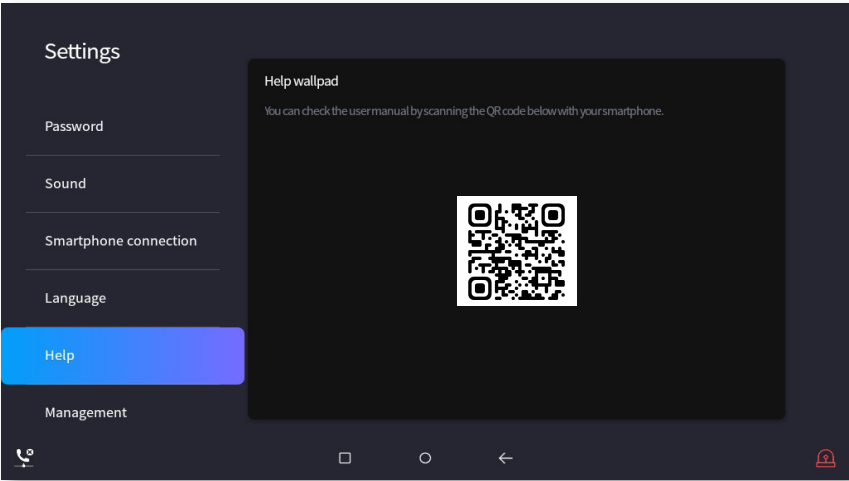 Settings
Password
Sound
Smartphone connection
Language
Help
Management
Help wallpad
You can check the user manual by scanning the QR code below with your smartphone.